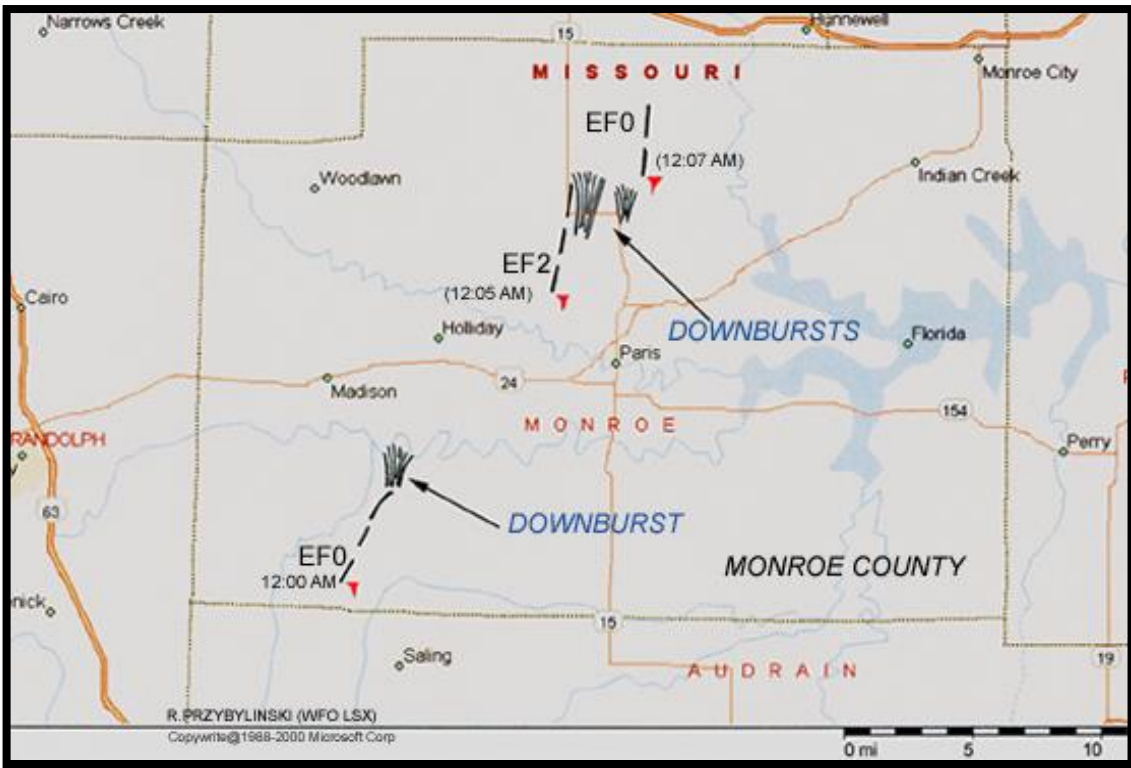 Narrows Creek
15
Hunnewell
MISSOURI
Monroe City
EF0
(12:07 AM)
Woodlawn
Indian Creek
EF2
(12:05 AM)
Cairo
Holliday
DOWNBURSTS
Florida
Paris
Madison
24
MONROE
154
RANDOLPH
Perry
63
DOWNBURST
EF0
12:00 AM
MONROE COUNTY
nick
15
Saling
AUDRAIN
19
R.PRZYBYLINSKI (WFO LSX)
Copywrite@1988-2000 Microsoft Corp
0 mi 5 10